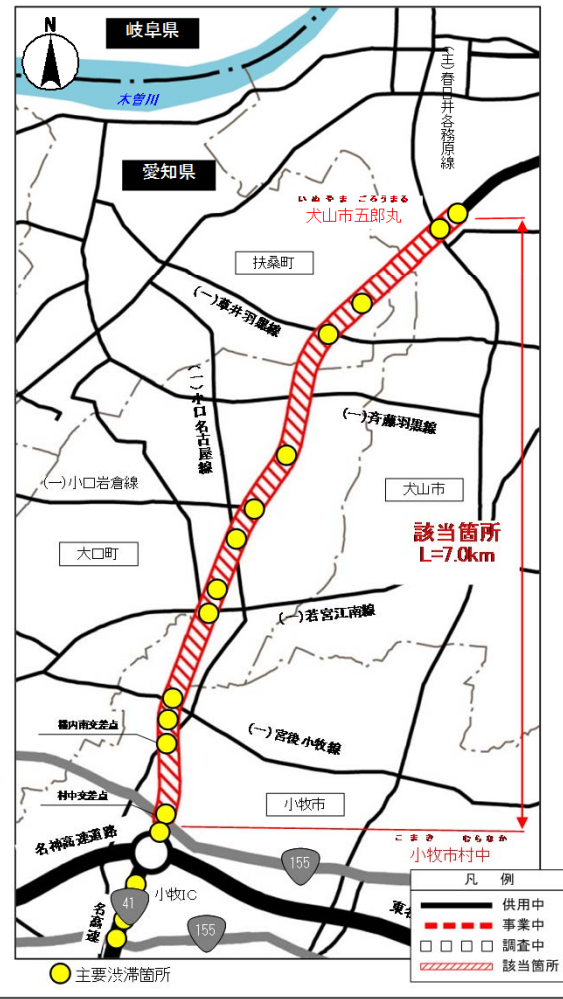 N
岐阜県
木曽川
(主)春日井各務原線
愛知県
いぬやま ごろうまる
犬山市五郎丸
扶桑町
(一)草井羽黒線
(一)小口名古屋線
(一)斉藤羽黒線
(一)小口岩倉線
犬山市
該当箇所
L=7.0km
大口町
(一)若宮江南線
(一)宮後小牧線
村中交差点
小牧市
こまき むらなか
小牧市村中
名神高速道路
155
小牧IC
41
名高速
155
東名
凡 例
供用中
事業中
調査中
該当箇所
主要渋滞箇所